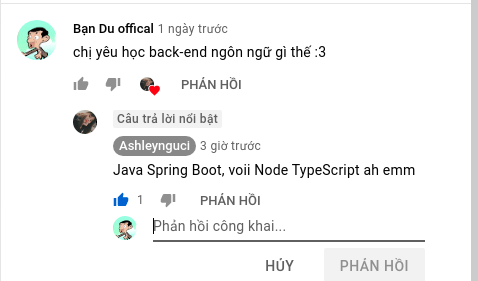 Bạn Du offical 1 ngày trước
chị yêu học back-end ngôn ngữ gì thế :3
PHẢN HỒI
Câu trả lời nổi bật
Ashleynguci 3 giờ trước
Java Spring Boot, voii Node TypeScript ah emm
1 PHẢN HỒI
Phản hồi công khai...
HỦY PHẢN HỒI